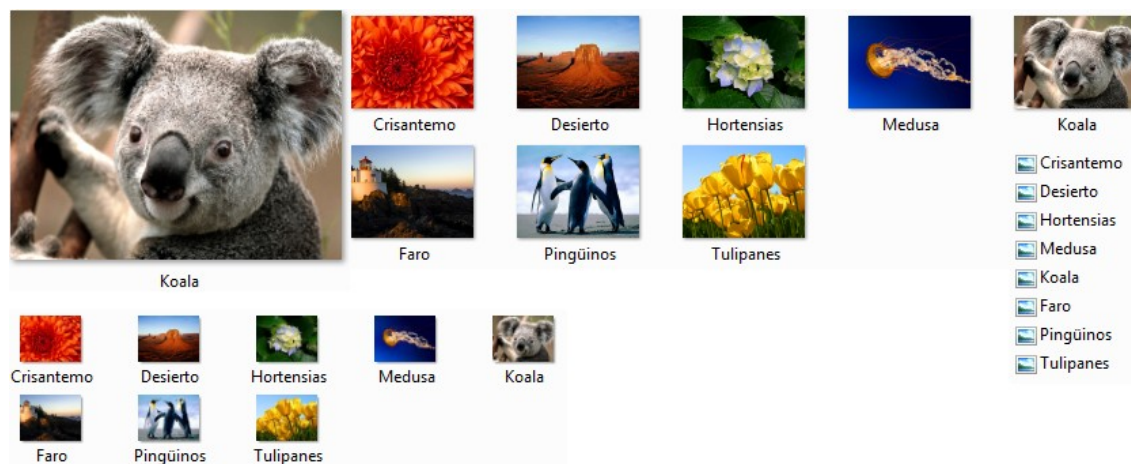 Koala
Crisantemo
Desierto
Hortensias
Medusa
Koala
Faro
Pingüinos
Tulipanes
Crisantemo
Desierto
Hortensias
Medusa
Koala
Faro
Pingüinos
Tulipanes
Crisantemo
Desierto
Hortensias
Medusa
Koala
Faro
Pingüinos
Tulipanes